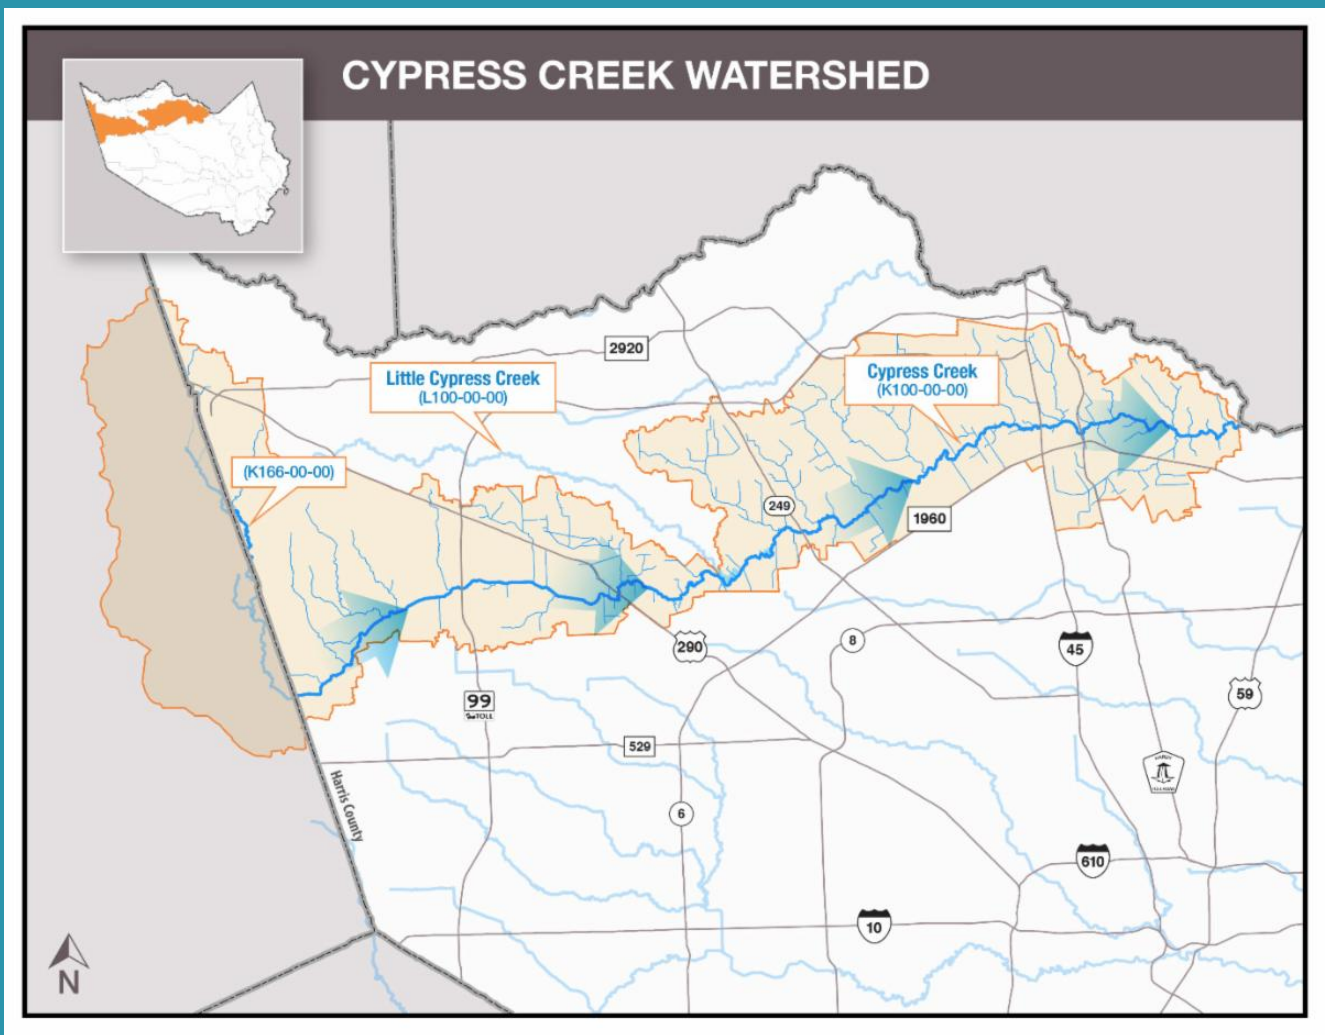 CYPRESS CREEK WATERSHED
2920
Little Cypress Creek
(L100-00-00)
Cypress Creek
(K100-00-00)
(K166-00-00)
249
1960
290
8
45
99
TOLL
59
529
Harris County
6
610
10
N